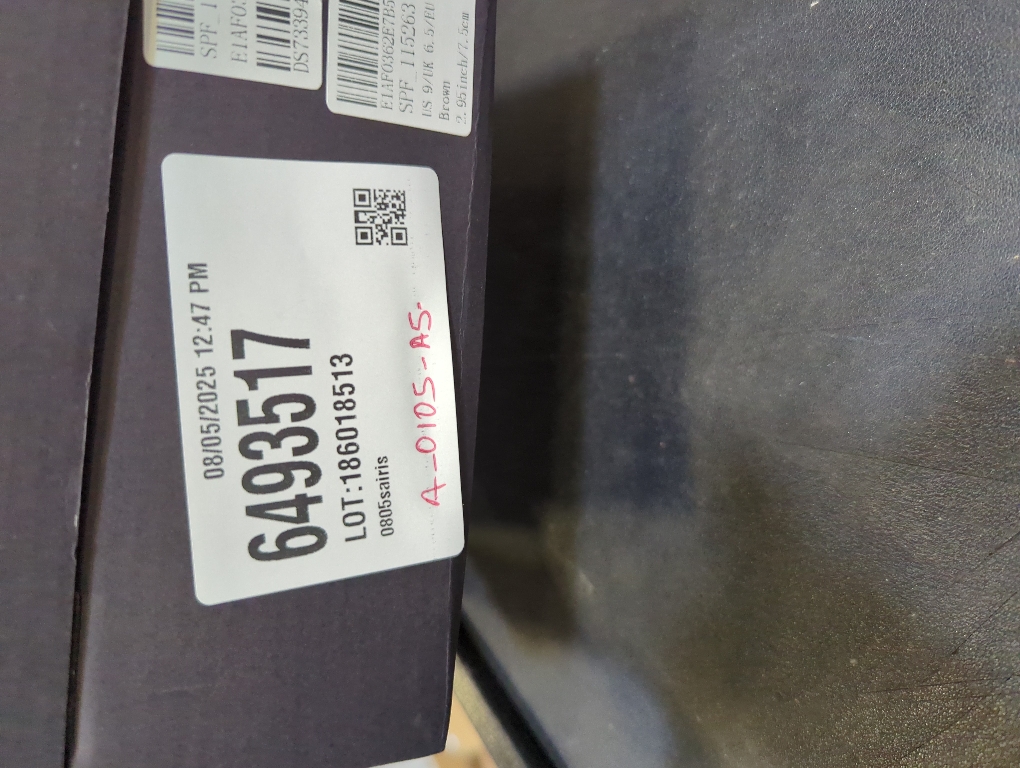 SPF_1
E1AF03
DS73394
E1AF0362E785
SPF_115263
US 9/UK 6.5/EU
Brown
2.95inch/7.5cm
08/05/2025 12:47 PM
6493517
LOT:186018513
0805sairis
A-0105-A5-